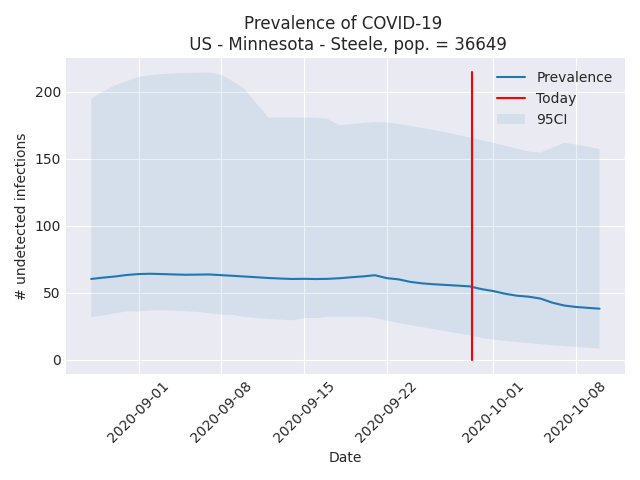 Prevalence of COVID-19
US - Minnesota - Steele, pop. = 36649
Prevalence
Today
95CI
200
150
100
50
0
# undetected infections
2020-09-01
2020-09-08
2020-09-15
2020-09-22
2020-10-01
2020-10-08
Date